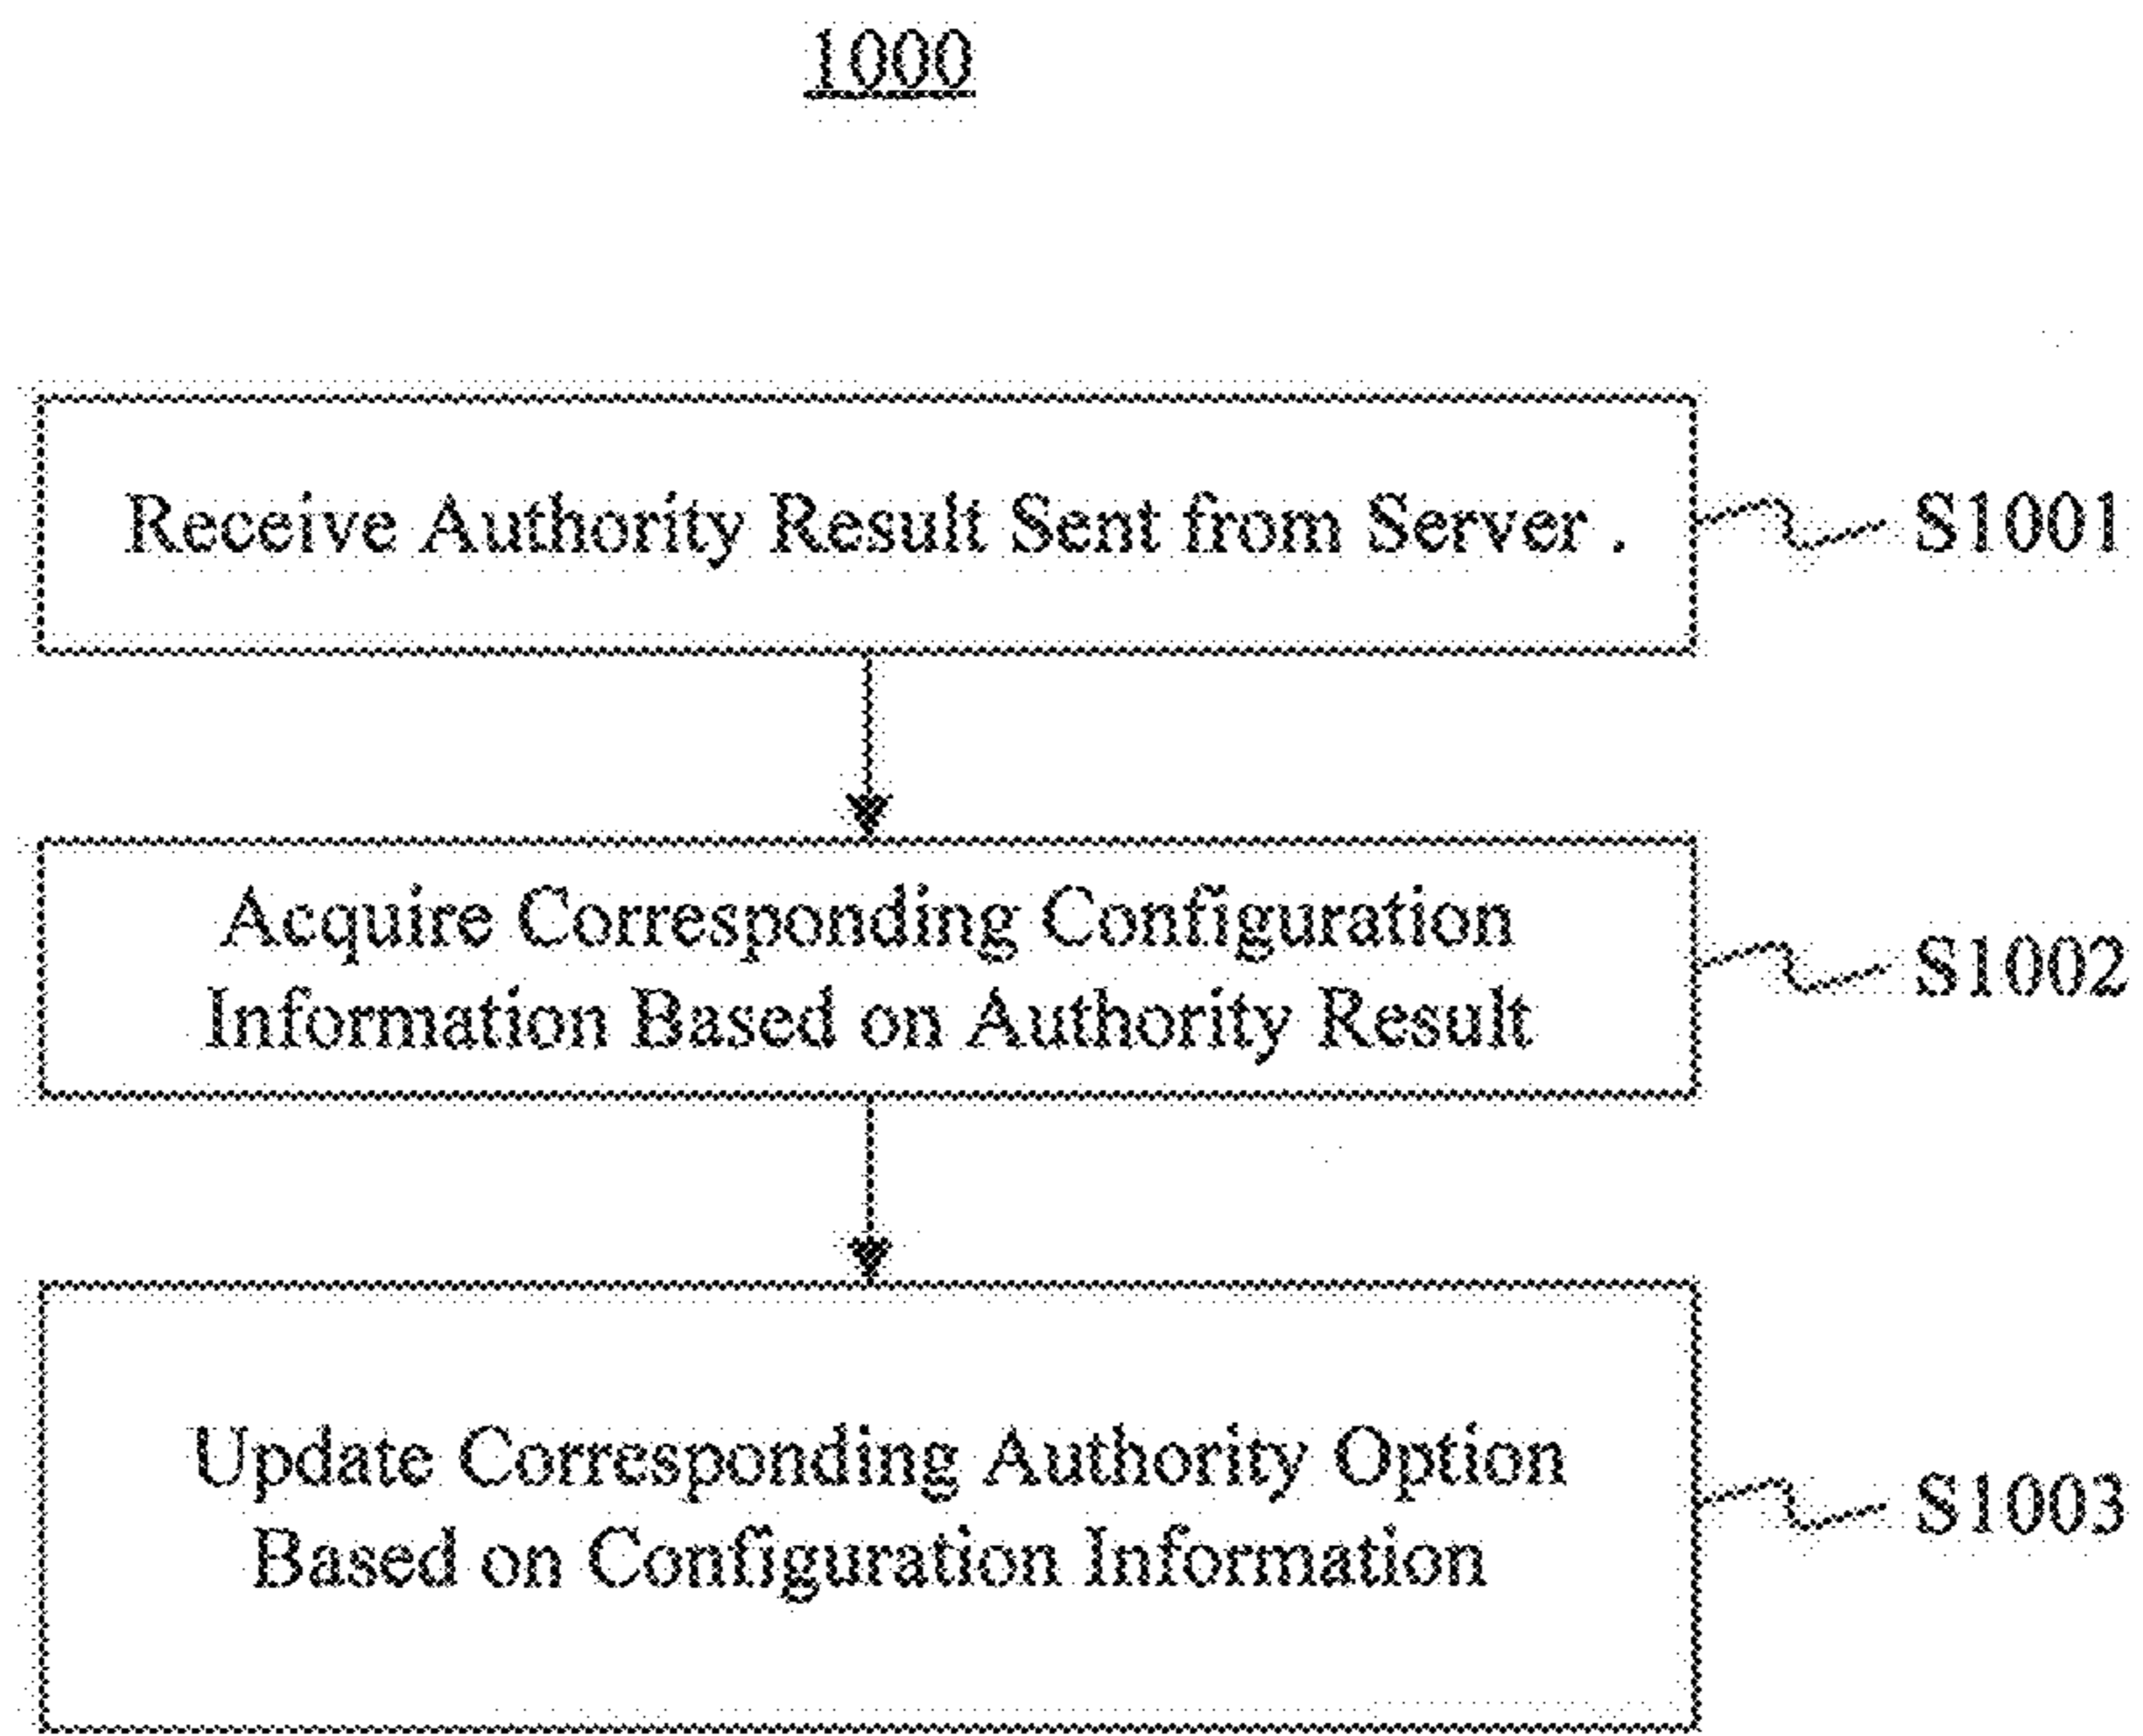 1000
Receive Authority Result Sent from Server .
S1001
Acquire Corresponding Configuration
Information Based on Authority Result
S1002
Update Corresponding Authority Option
Based on Configuration Information
S1003